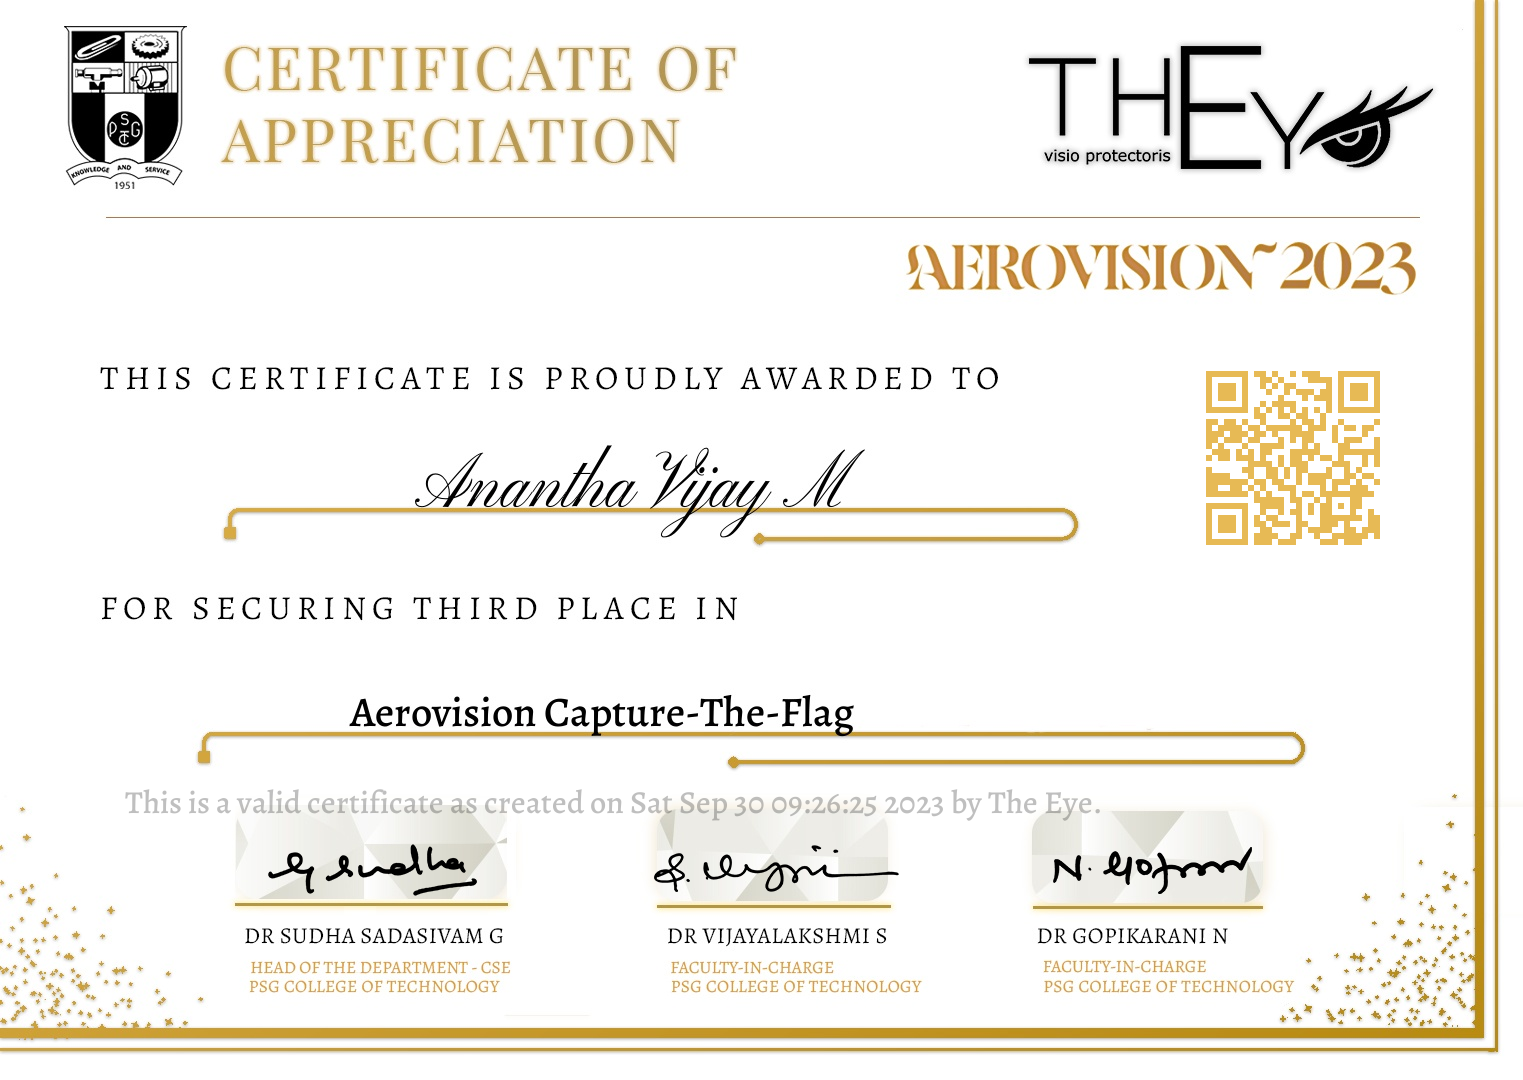 CERTIFICATE OF
APPRECIATION
PSG
TC
KNOWLEDGE AND SERVICE
1951
THEYE
visio protectoris
AEROVISION~2023
THIS CERTIFICATE IS PROUDLY AWARDED TO
Anantha Vijay M
FOR SECURING THIRD PLACE IN
Aerovision Capture-The-Flag
This is a valid certificate as created on Sat Sep 30 09:26:25 2023 by The Eye.
G Sudha
N. Gopi
DR SUDHA SADASIVAM G
HEAD OF THE DEPARTMENT - CSE
PSG COLLEGE OF TECHNOLOGY
DR VIJAYALAKSHMI S
FACULTY-IN-CHARGE
PSG COLLEGE OF TECHNOLOGY
DR GOPIKARANI N
FACULTY-IN-CHARGE
PSG COLLEGE OF TECHNOLOGY